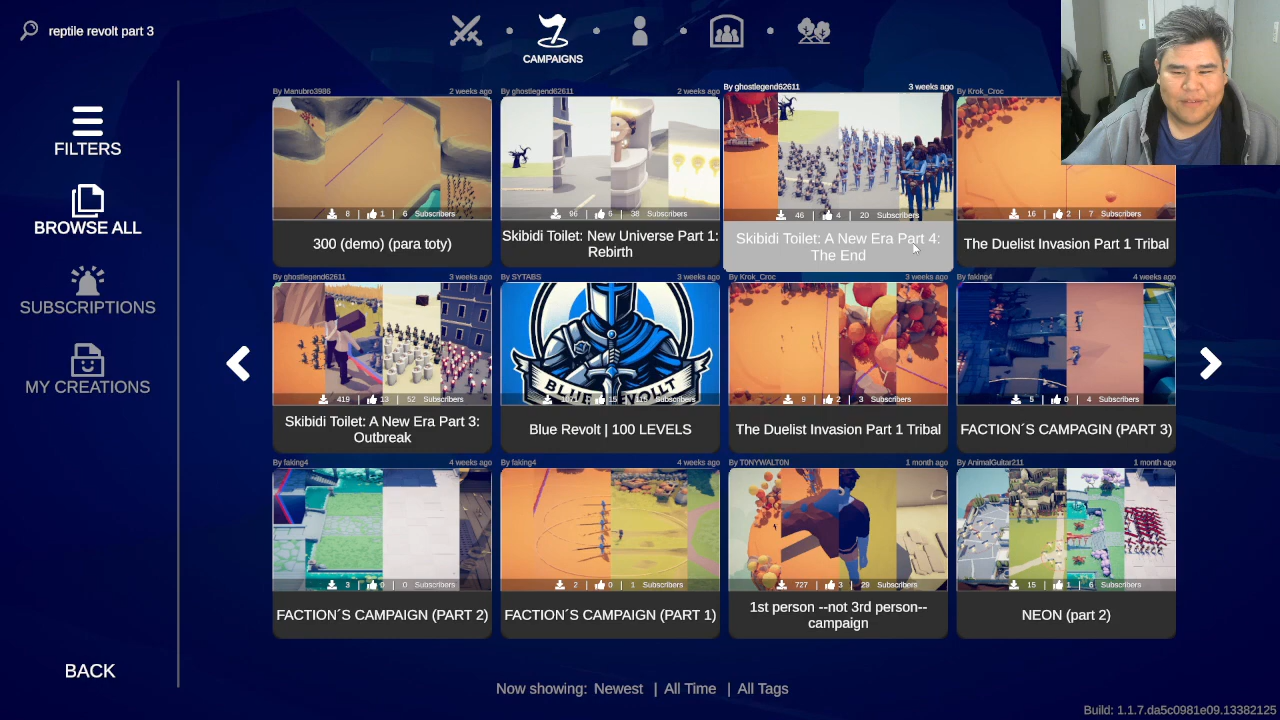 reptile revolt part 3
CAMPAIGNS
FILTERS
BROWSE ALL
SUBSCRIPTIONS
MY CREATIONS
BACK
By Manubro3986 2 weeks ago
8 | 1 | 6 Subscribers
300 (demo) (para toty)
By ghostlegend62611 2 weeks ago
96 | 6 | 38 Subscribers
Skibidi Toilet: New Universe Part 1:
Rebirth
By ghostlegend62611 3 weeks ago
46 | 4 | 20 Subscribers
Skibidi Toilet: A New Era Part 4:
The End
By Krok_Croc
16 | 2 | 7 Subscribers
The Duelist Invasion Part 1 Tribal
By ghostlegend62611 3 weeks ago
419 | 13 | 52 Subscribers
Skibidi Toilet: A New Era Part 3:
Outbreak
By SYTABS 3 weeks ago
BLUE REVOULT
Subscribers
Blue Revolt | 100 LEVELS
By Krok_Croc 3 weeks ago
9 | 2 | 3 Subscribers
The Duelist Invasion Part 1 Tribal
By faking4 4 weeks ago
5 | 0 | 4 Subscribers
FACTION´S CAMPAGIN (PART 3)
By faking4 4 weeks ago
3 | 0 | 0 Subscribers
FACTION´S CAMPAIGN (PART 2)
By faking4 4 weeks ago
2 | 0 | 1 Subscribers
FACTION´S CAMPAIGN (PART 1)
By T0NYWALT0N 1 month ago
727 | 3 | 29 Subscribers
1st person --not 3rd person--
campaign
By AnimalGuitar211 1 month ago
15 | 1 | 6 Subscribers
NEON (part 2)
Now showing: Newest | All Time | All Tags
Build: 1.1.7.da5c0981e09.13382125